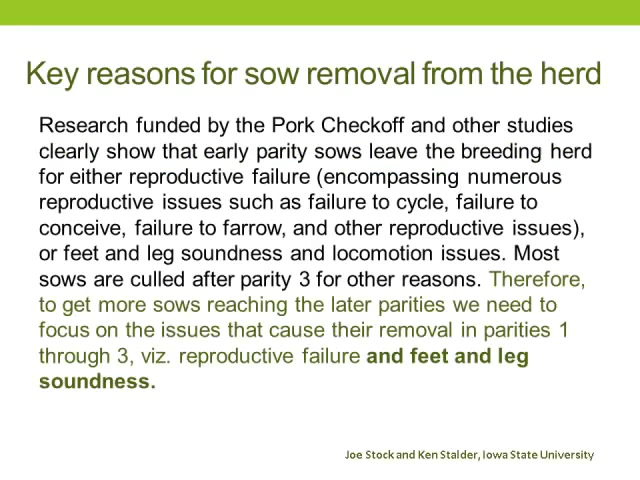 Key reasons for sow removal from the herd
Research funded by the Pork Checkoff and other studies
clearly show that early parity sows leave the breeding herd
for either reproductive failure (encompassing numerous
reproductive issues such as failure to cycle, failure to
conceive, failure to farrow, and other reproductive issues),
or feet and leg soundness and locomotion issues. Most
sows are culled after parity 3 for other reasons. Therefore,
to get more sows reaching the later parities we need to
focus on the issues that cause their removal in parities 1
through 3, viz. reproductive failure and feet and leg
soundness.
Joe Stock and Ken Stalder, Iowa State University